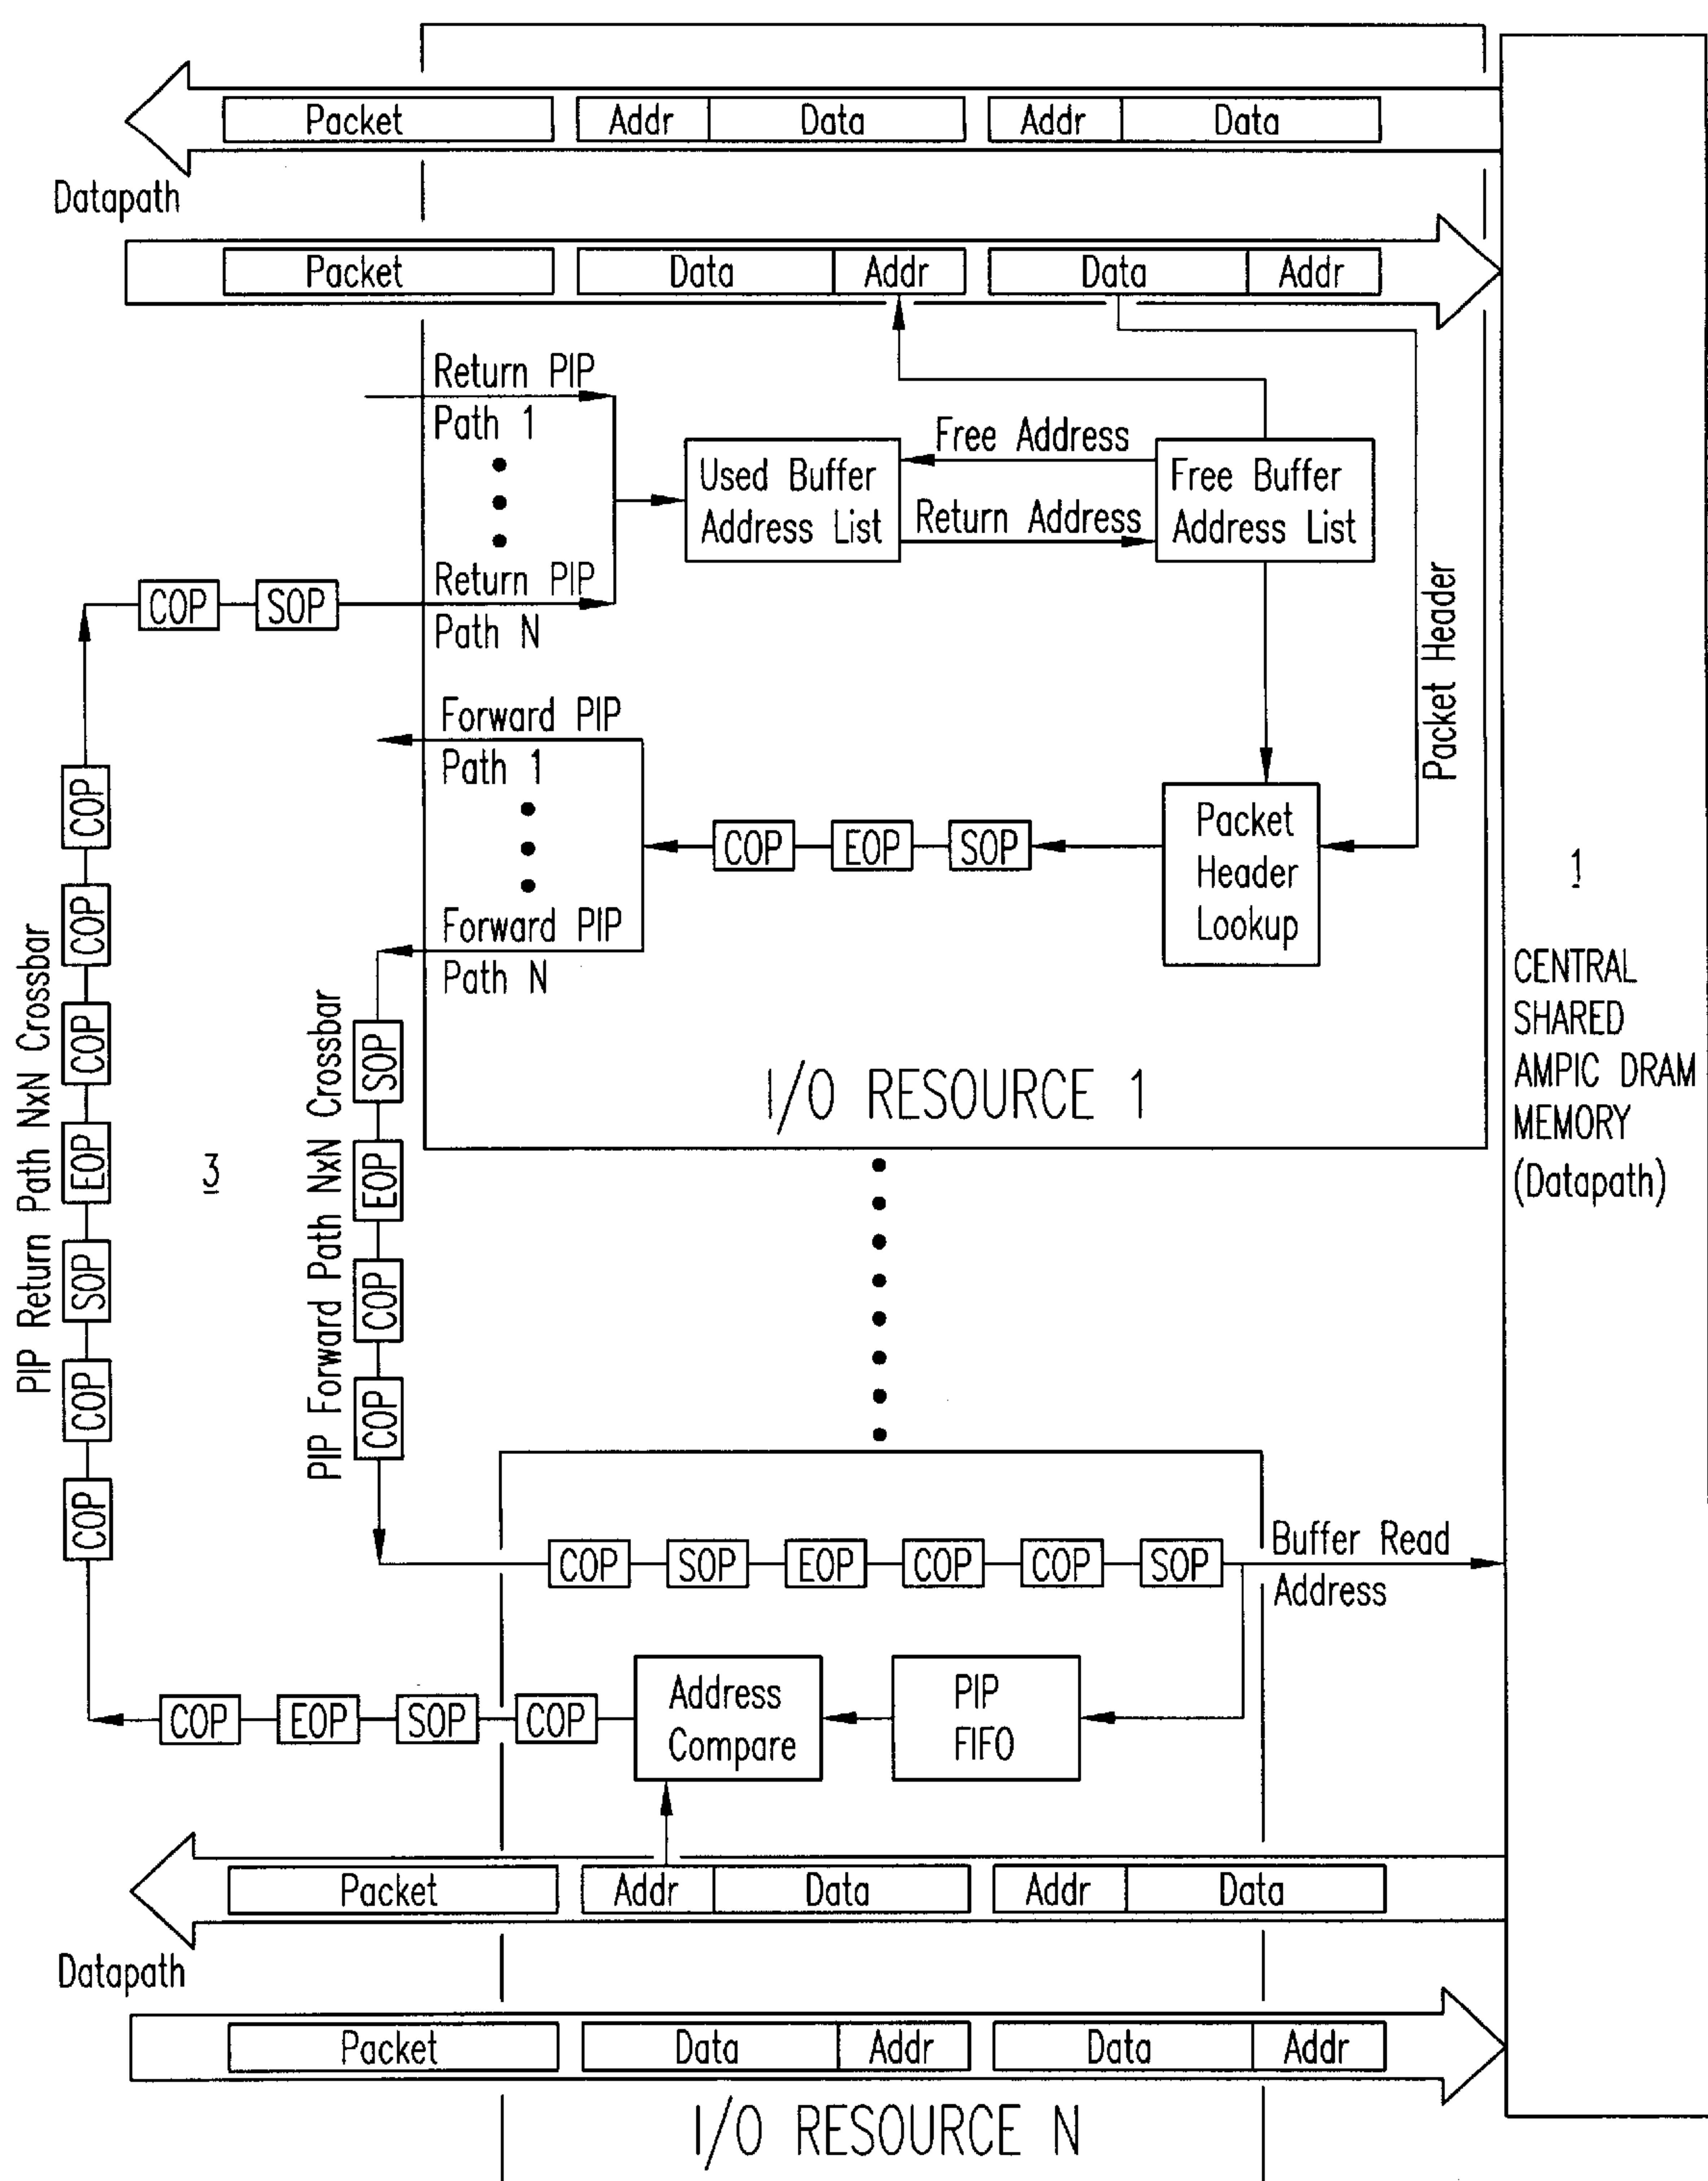 Packet Addr Data Addr Data
Datapath
Packet Data Addr Data Addr
Return PIP
Path 1
Free Address
Used Buffer
Address List
Free Buffer
Address List
Return Address
Return PIP
Path N
COP SOP
Packet Header
Forward PIP
Path 1
COP EOP SOP
Packet
Header
Lookup
Forward PIP
Path N
1
CENTRAL
SHARED
AMPIC DRAM
MEMORY
(Datapath)
PIP Return Path NxN Crossbar
COP COP SOP EOP COP COP COP
3
PIP Forward Path NxN Crossbar
COP COP EOP SOP
I/O RESOURCE 1
COP SOP EOP COP COP SOP
Buffer Read
Address
COP EOP SOP COP
Address
Compare
PIP
FIFO
Packet Addr Data Addr Data
Datapath
Packet Data Addr Data Addr
I/O RESOURCE N